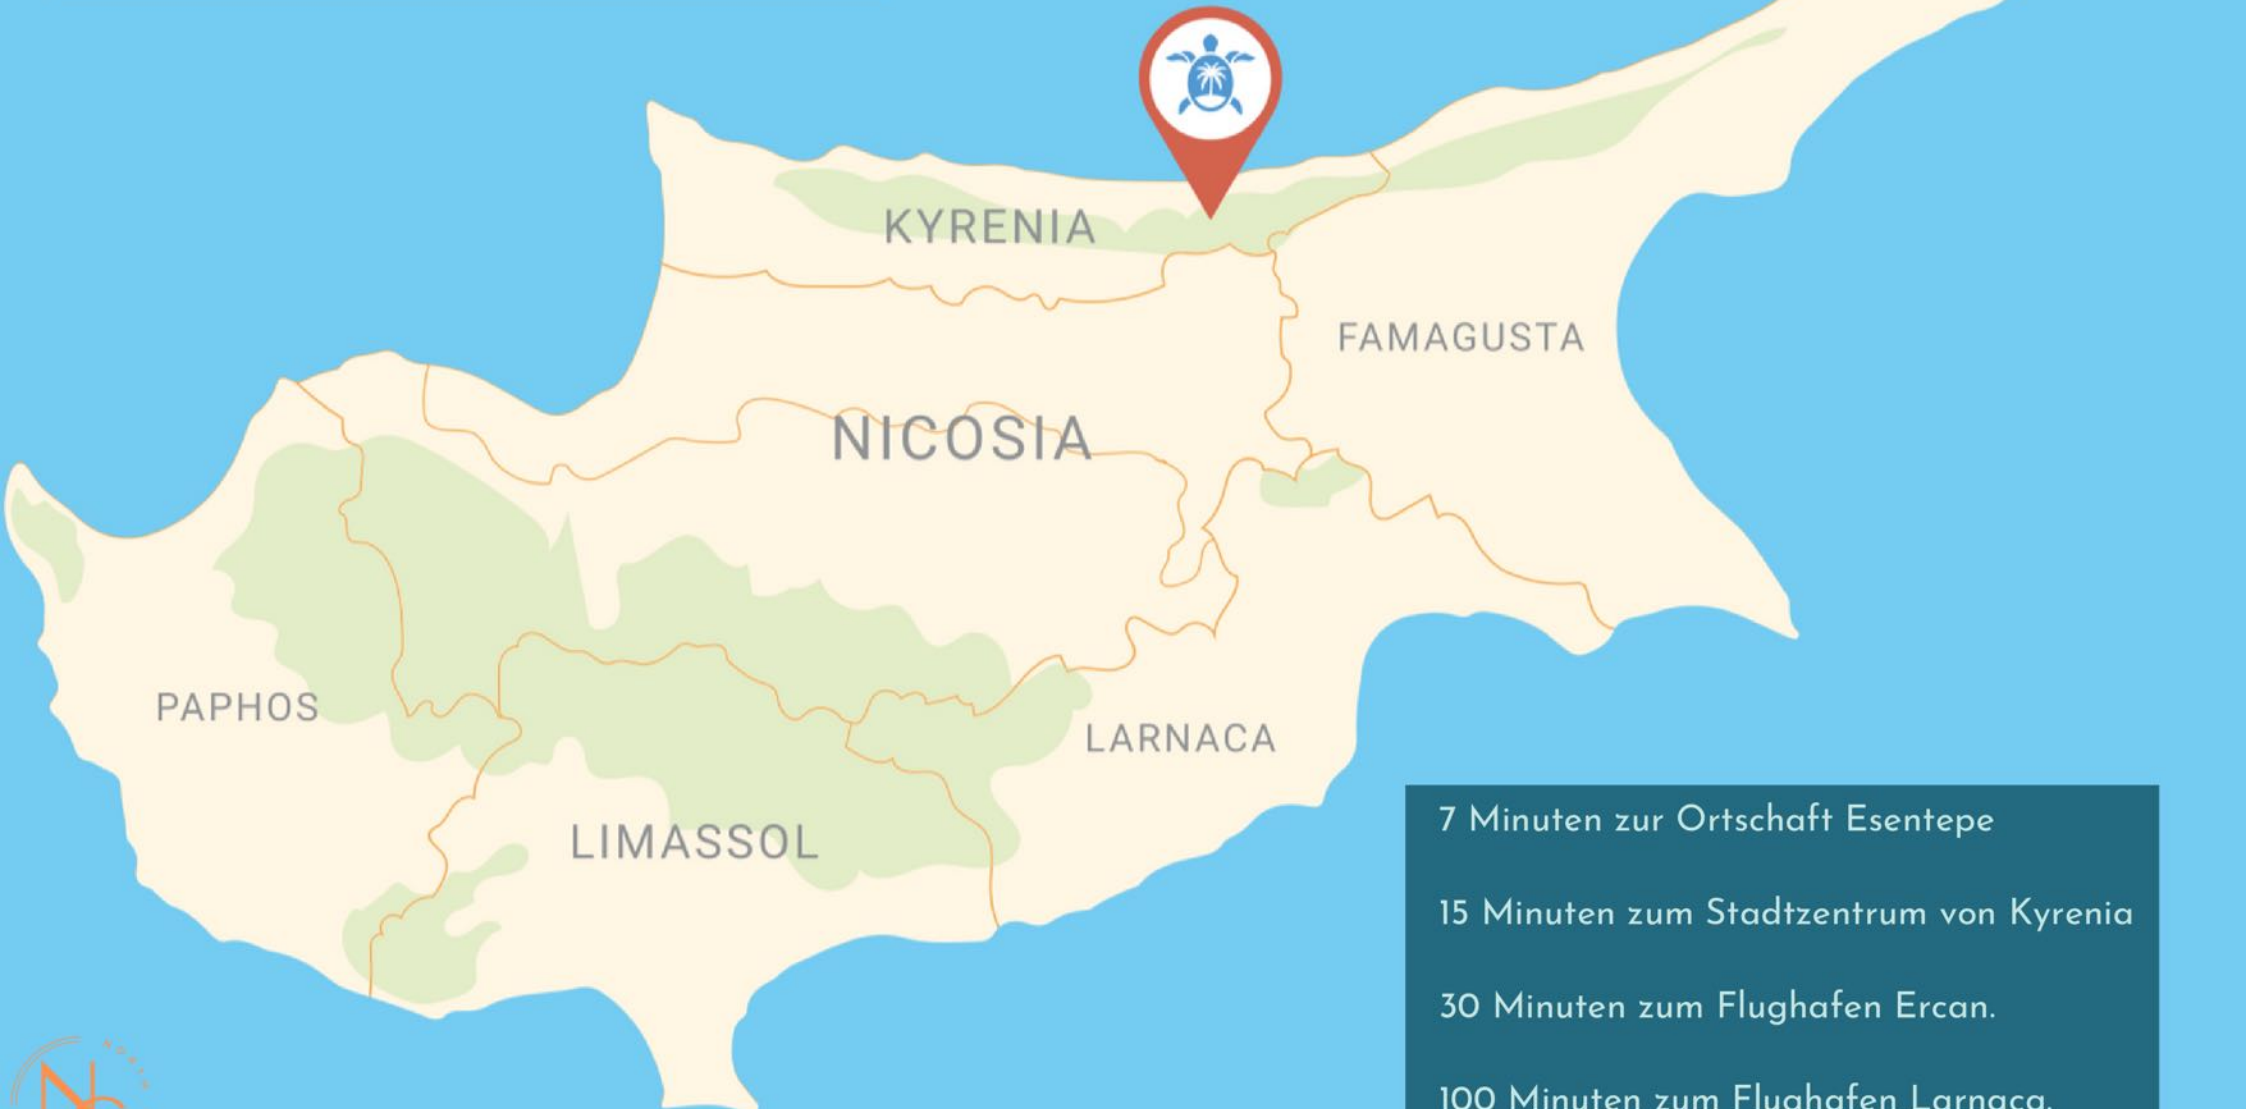 KYRENIA
FAMAGUSTA
NICOSIA
PAPHOS
LARNACA
LIMASSOL
7 Minuten zur Ortschaft Esentepe
15 Minuten zum Stadtzentrum von Kyrenia
30 Minuten zum Flughafen Ercan.
100 Minuten zum Flughafen Larnaca.
NORTH